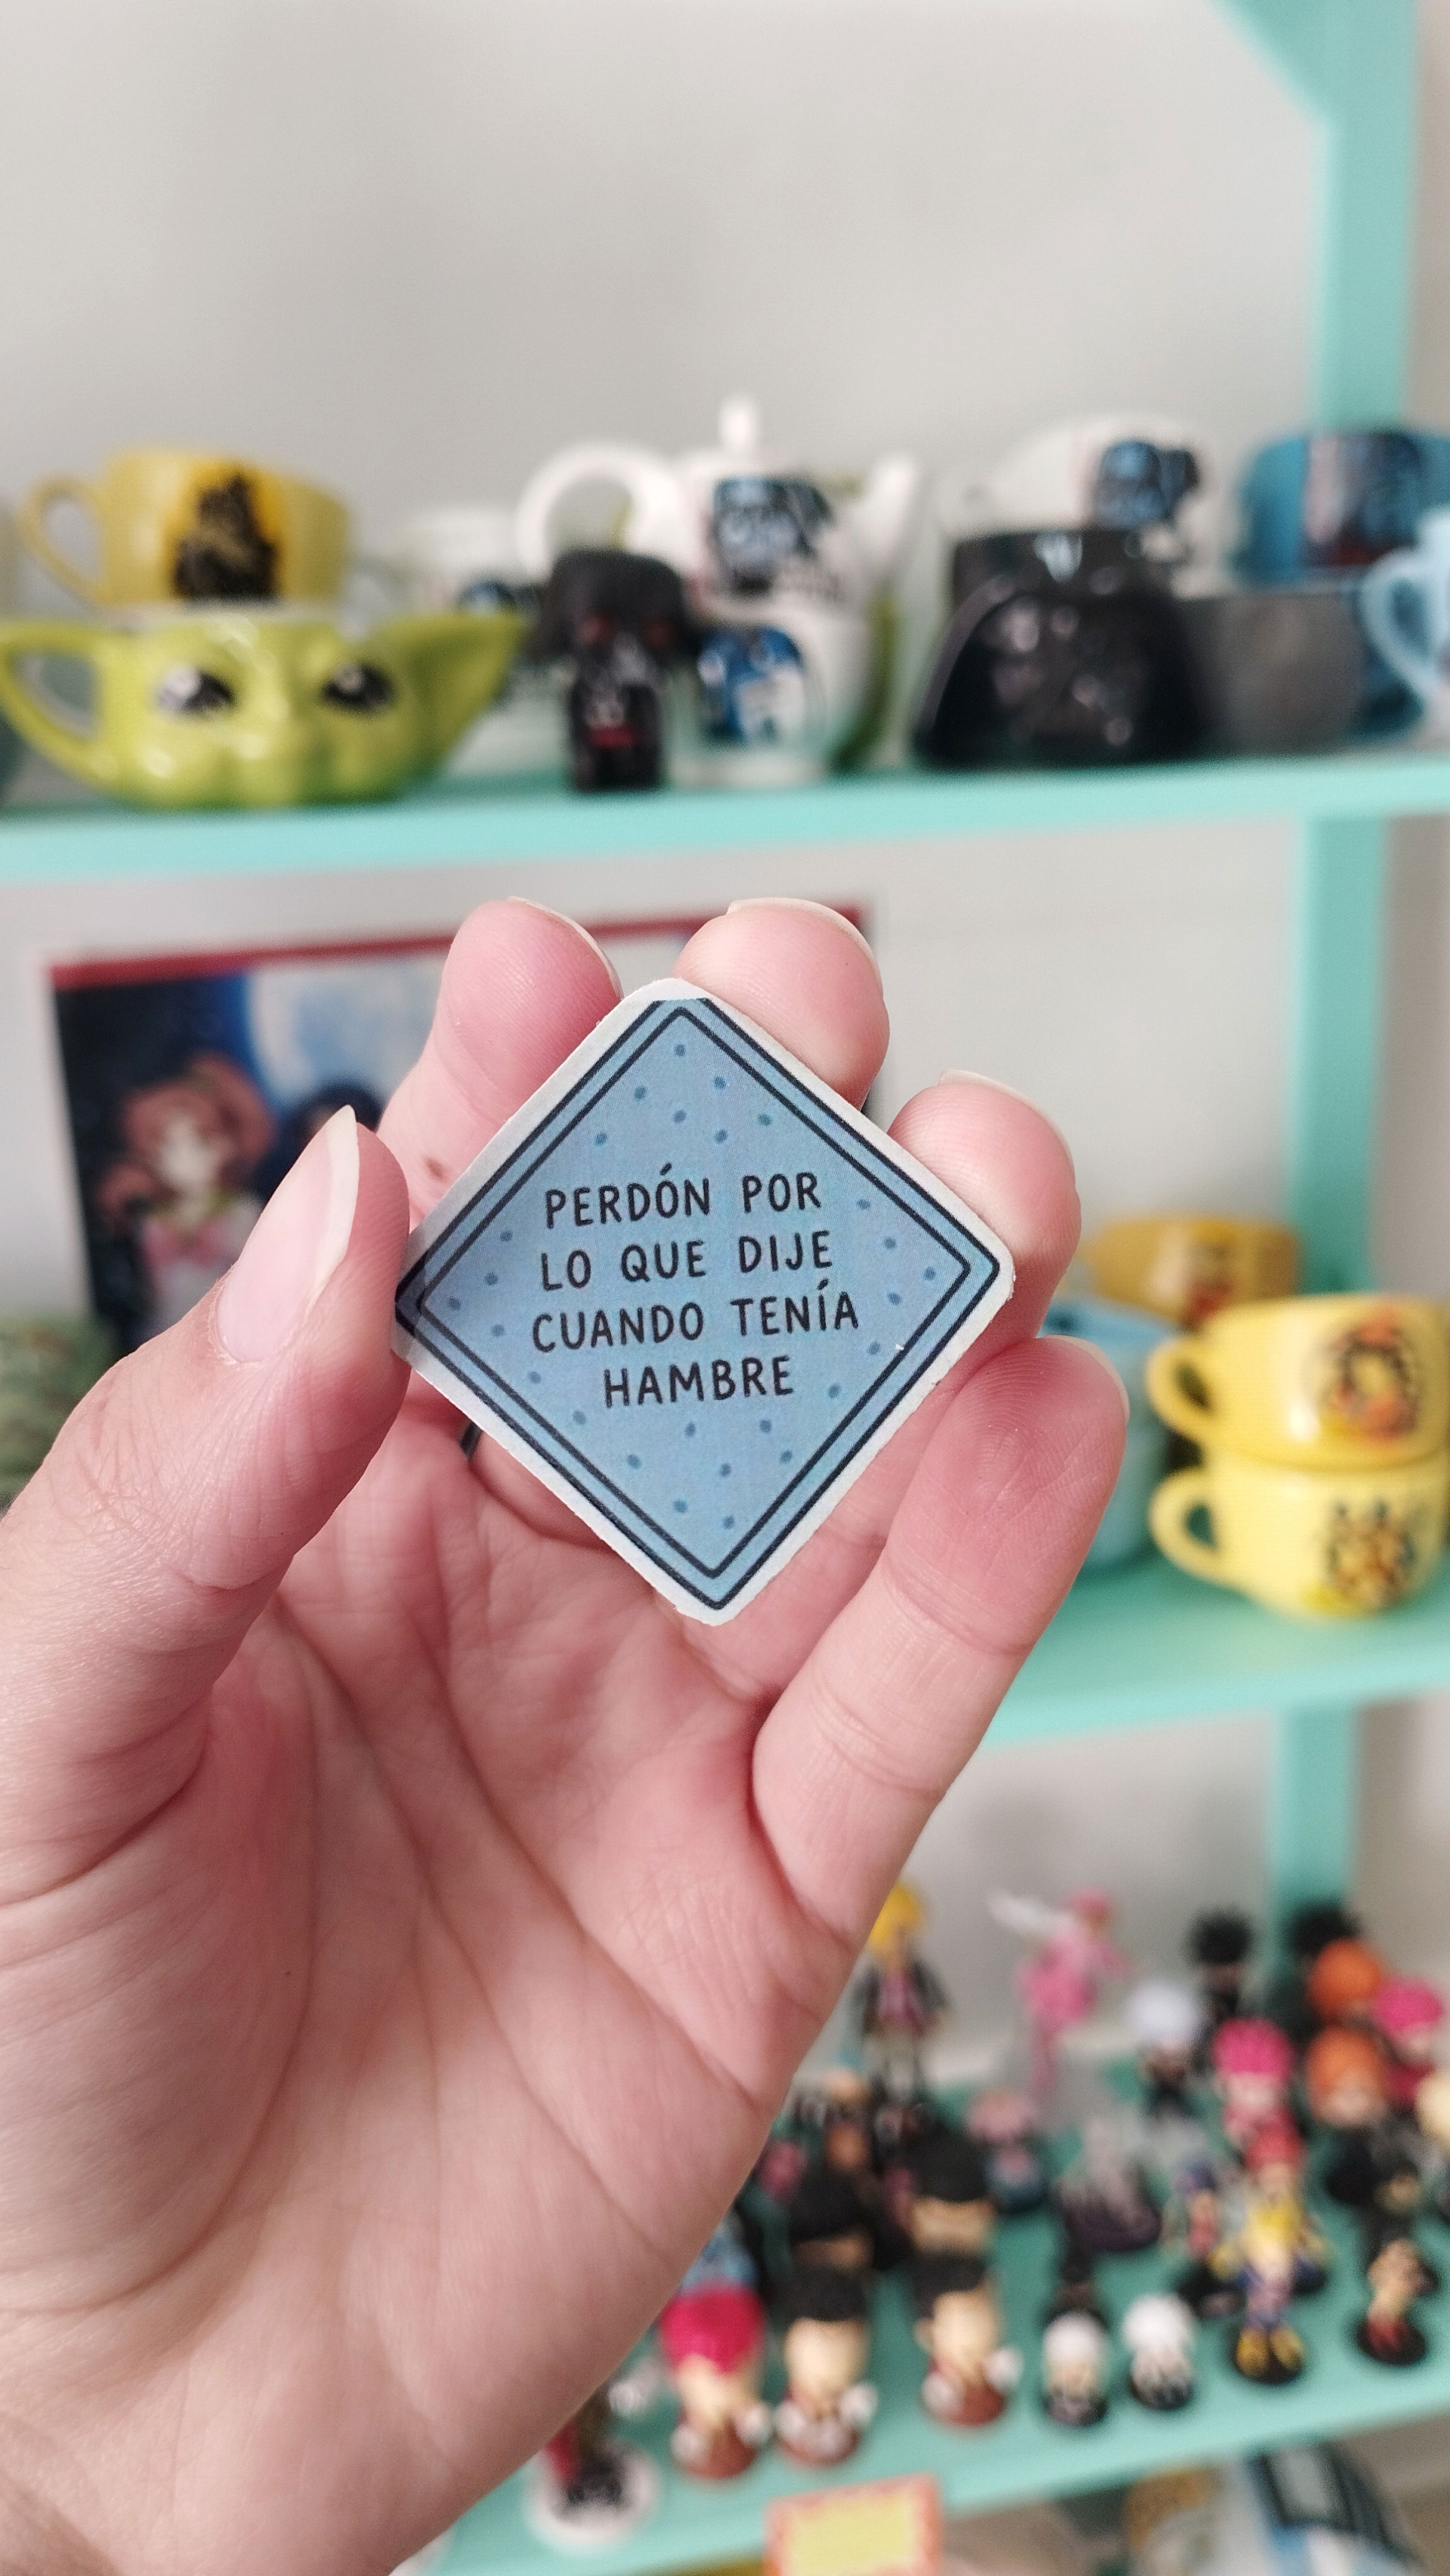 PERDÓN POR
LO QUE DIJE
CUANDO TENÍA
HAMBRE